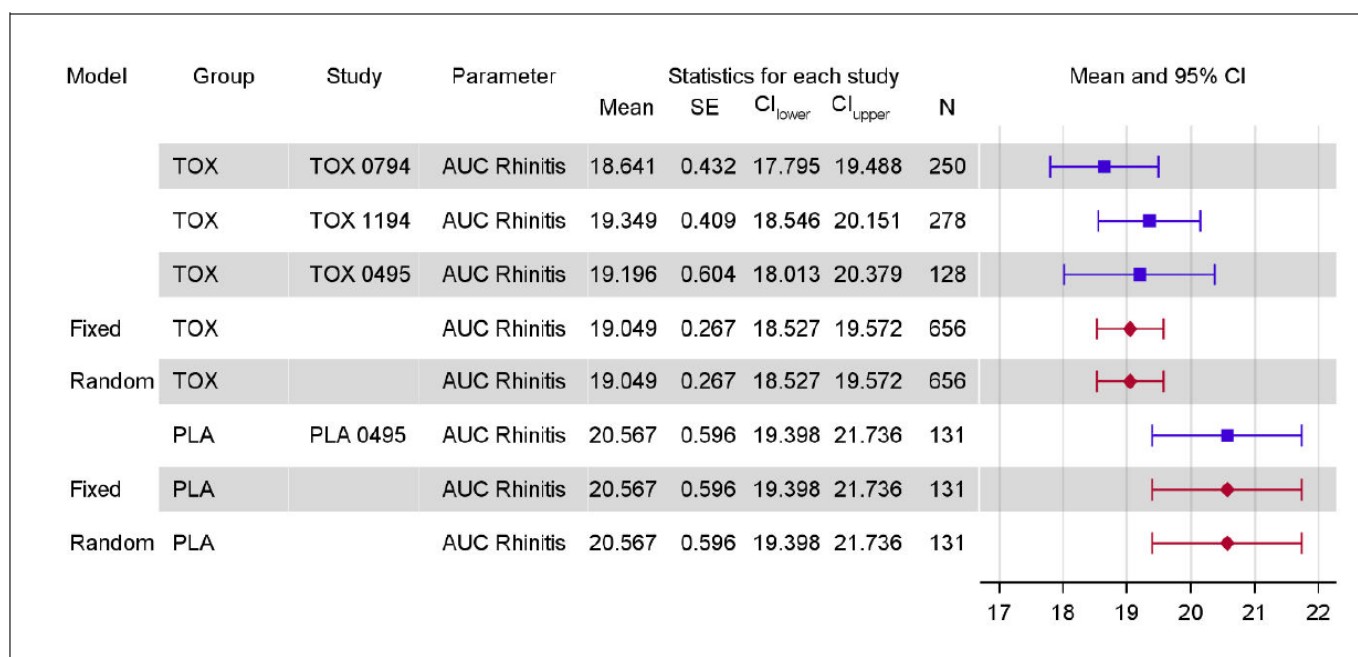 Model Group Study Parameter Statistics for each study Mean and 95% CI
Mean SE CIlower CIupper N
TOX TOX 0794 AUC Rhinitis 18.641 0.432 17.795 19.488 250
TOX TOX 1194 AUC Rhinitis 19.349 0.409 18.546 20.151 278
TOX TOX 0495 AUC Rhinitis 19.196 0.604 18.013 20.379 128
Fixed TOX AUC Rhinitis 19.049 0.267 18.527 19.572 656
Random TOX AUC Rhinitis 19.049 0.267 18.527 19.572 656
PLA PLA 0495 AUC Rhinitis 20.567 0.596 19.398 21.736 131
Fixed PLA AUC Rhinitis 20.567 0.596 19.398 21.736 131
Random PLA AUC Rhinitis 20.567 0.596 19.398 21.736 131
17 18 19 20 21 22